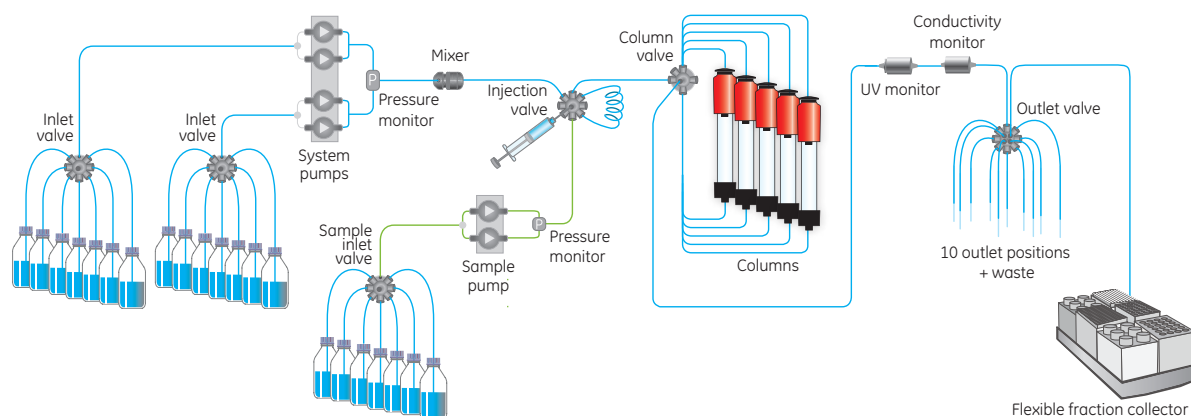 Inlet
valve
Inlet
valve
System
pumps
P
Pressure
monitor
Mixer
Injection
valve
Sample
inlet
valve
Sample
pump
P
Pressure
monitor
Column
valve
Columns
UV monitor
Conductivity
monitor
Outlet valve
10 outlet positions
+ waste
Flexible fraction collector